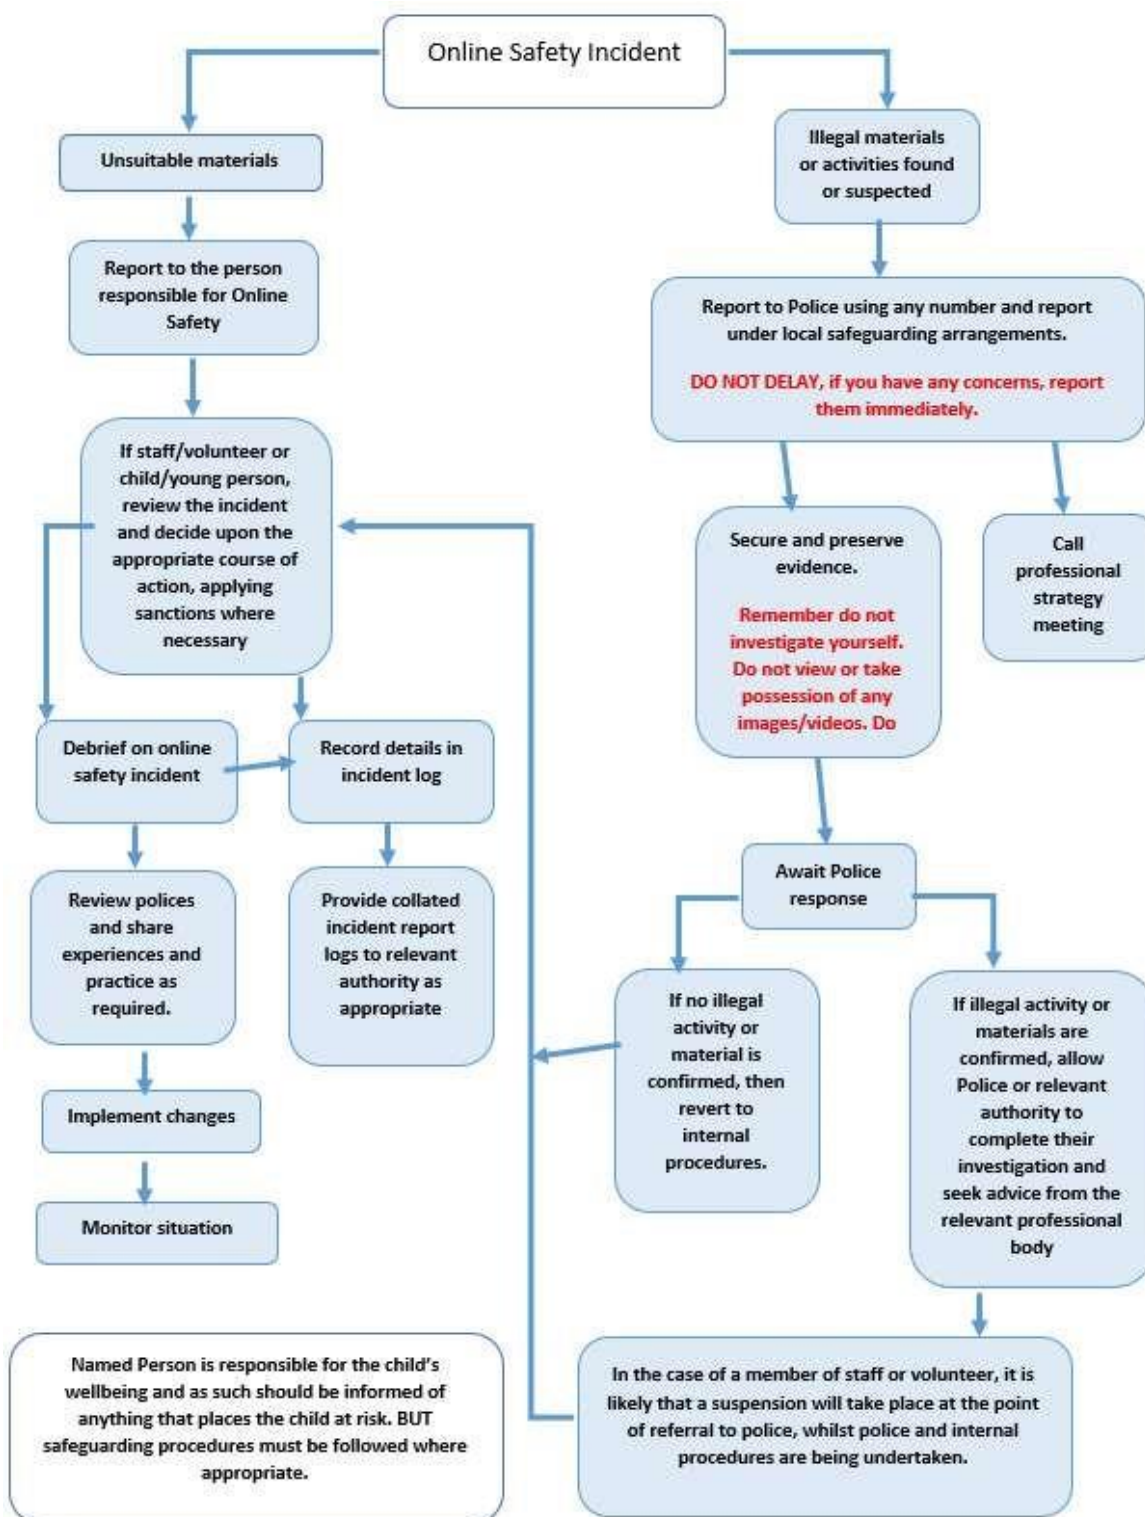 Online Safety Incident
Unsuitable materials
Report to the person
responsible for Online
Safety
If staff/volunteer or
child/young person,
review the incident
and decide upon the
appropriate course of
action, applying
sanctions where
necessary
Debrief on online
safety incident
Record details in
incident log
Review polices
and share
experiences and
practice as
required.
Provide collated
incident report
logs to relevant
authority as
appropriate
Implement changes
Monitor situation
Illegal materials
or activities found
or suspected
Report to Police using any number and report
under local safeguarding arrangements.
DO NOT DELAY, if you have any concerns, report
them immediately.
Secure and preserve
evidence.
Remember do not
investigate yourself.
Do not view or take
possession of any
images/videos. Do
Call
professional
strategy
meeting
Await Police
response
If no illegal
activity or
material is
confirmed, then
revert to
internal
procedures.
If illegal activity or
materials are
confirmed, allow
Police or relevant
authority to
complete their
investigation and
seek advice from the
relevant professional
body
In the case of a member of staff or volunteer, it is
likely that a suspension will take place at the point
of referral to police, whilst police and internal
procedures are being undertaken.
Named Person is responsible for the child's
wellbeing and as such should be informed of
anything that places the child at risk. BUT
safeguarding procedures must be followed where
appropriate.